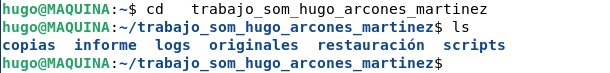 hugo@MAQUINA:~$ cd   trabajo_som_hugo_arcones_martinez
hugo@MAQUINA:~/trabajo_som_hugo_arcones_martinez$ ls
copias  informe  logs  originales  restauración  scripts
hugo@MAQUINA:~/trabajo_som_hugo_arcones_martinez$